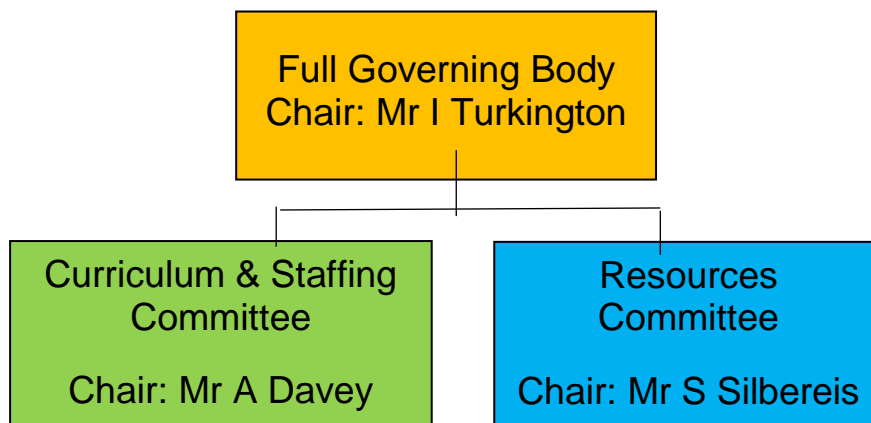 Full Governing Body
Chair: Mr I Turkington
Curriculum & Staffing
Committee
Chair: Mr A Davey
Resources
Committee
Chair: Mr S Silbereis